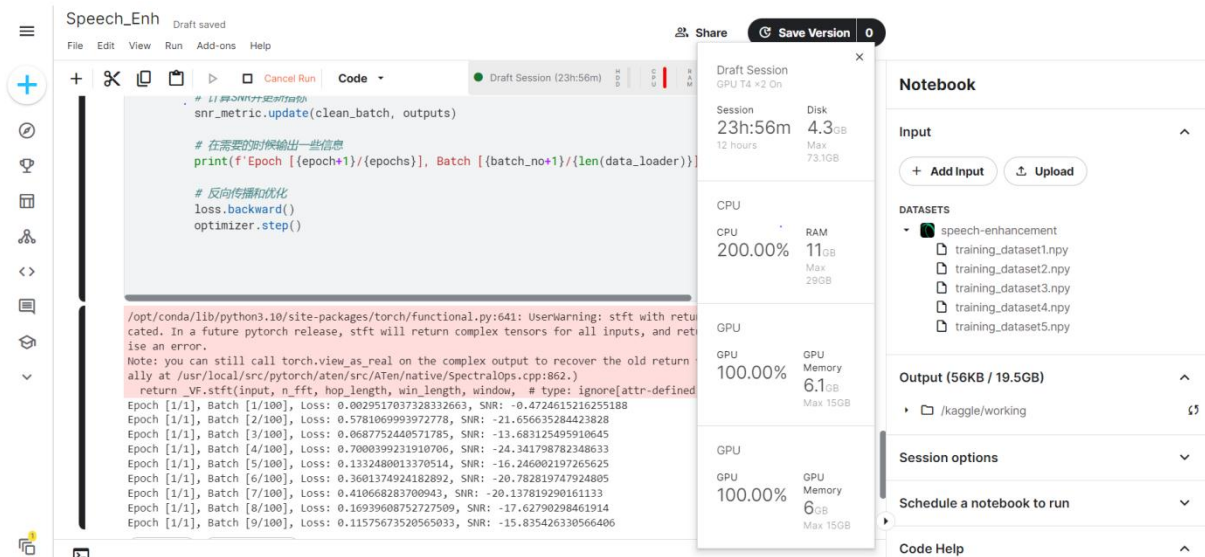 Speech_Enh Draft saved
File Edit View Run Add-ons Help
Share
Save Version 0
Cancel Run Code
Draft Session (23h:56m) HDD CPU RAM
# 计算SNR并更新指标
snr_metric.update(clean_batch, outputs)
# 在需要的时候输出一些信息
print(f'Epoch [{epoch+1}/{epochs}], Batch [{batch_no+1}/{len(data_loader)}]
# 反向传播和优化
loss.backward()
optimizer.step()
/opt/conda/lib/python3.10/site-packages/torch/functional.py:641: UserWarning: stft with retu
cated. In a future pytorch release, stft will return complex tensors for all inputs, and ret
ise an error.
Note: you can still call torch.view_as_real on the complex output to recover the old return
ally at /usr/local/src/pytorch/aten/src/ATen/native/SpectralOps.cpp:862.)
return _VF.stft(input, n_fft, hop_length, win_length, window, # type: ignore[attr-defined
Epoch [1/1], Batch [1/100], Loss: 0.0029517037328332663, SNR: -0.4724615216255188
Epoch [1/1], Batch [2/100], Loss: 0.5781069993972778, SNR: -21.656635284423828
Epoch [1/1], Batch [3/100], Loss: 0.0687752440571785, SNR: -13.683125495910645
Epoch [1/1], Batch [4/100], Loss: 0.7000399231910706, SNR: -24.341798782348633
Epoch [1/1], Batch [5/100], Loss: 0.1332480013370514, SNR: -16.246002197265625
Epoch [1/1], Batch [6/100], Loss: 0.3601374924182892, SNR: -20.782819747924805
Epoch [1/1], Batch [7/100], Loss: 0.410668283700943, SNR: -20.137819290161133
Epoch [1/1], Batch [8/100], Loss: 0.16939608752727509, SNR: -17.62790298461914
Epoch [1/1], Batch [9/100], Loss: 0.11575673520565033, SNR: -15.835426330566406
Draft Session
GPU T4 ×2 On
Session Disk
23h:56m 4.3GB
12 hours Max
73.1GB
CPU
CPU RAM
200.00% 11GB
Max
29GB
GPU
GPU GPU
Memory
100.00% 6.1GB
Max 15GB
GPU
GPU GPU
Memory
100.00% 6GB
Max 15GB
Notebook
Input
+ Add Input Upload
DATASETS
speech-enhancement
training_dataset1.npy
training_dataset2.npy
training_dataset3.npy
training_dataset4.npy
training_dataset5.npy
Output (56KB / 19.5GB)
/kaggle/working
Session options
Schedule a notebook to run
Code Help